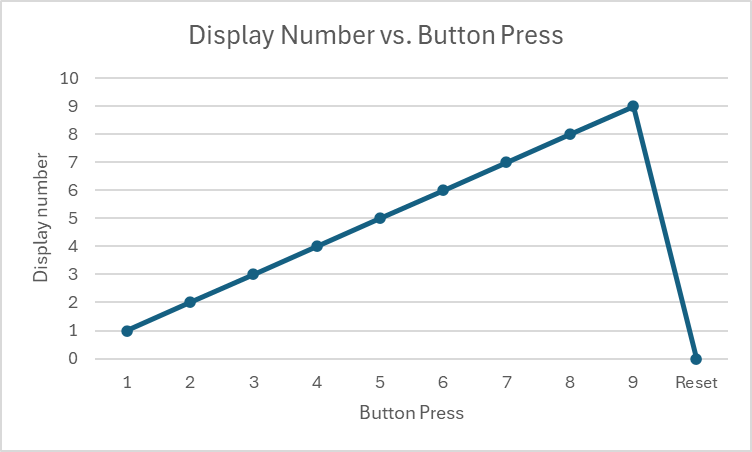 Display Number vs. Button Press
10
9
8
7
6
5
4
3
2
1
0
Display number
1 2 3 4 5 6 7 8 9 Reset
Button Press